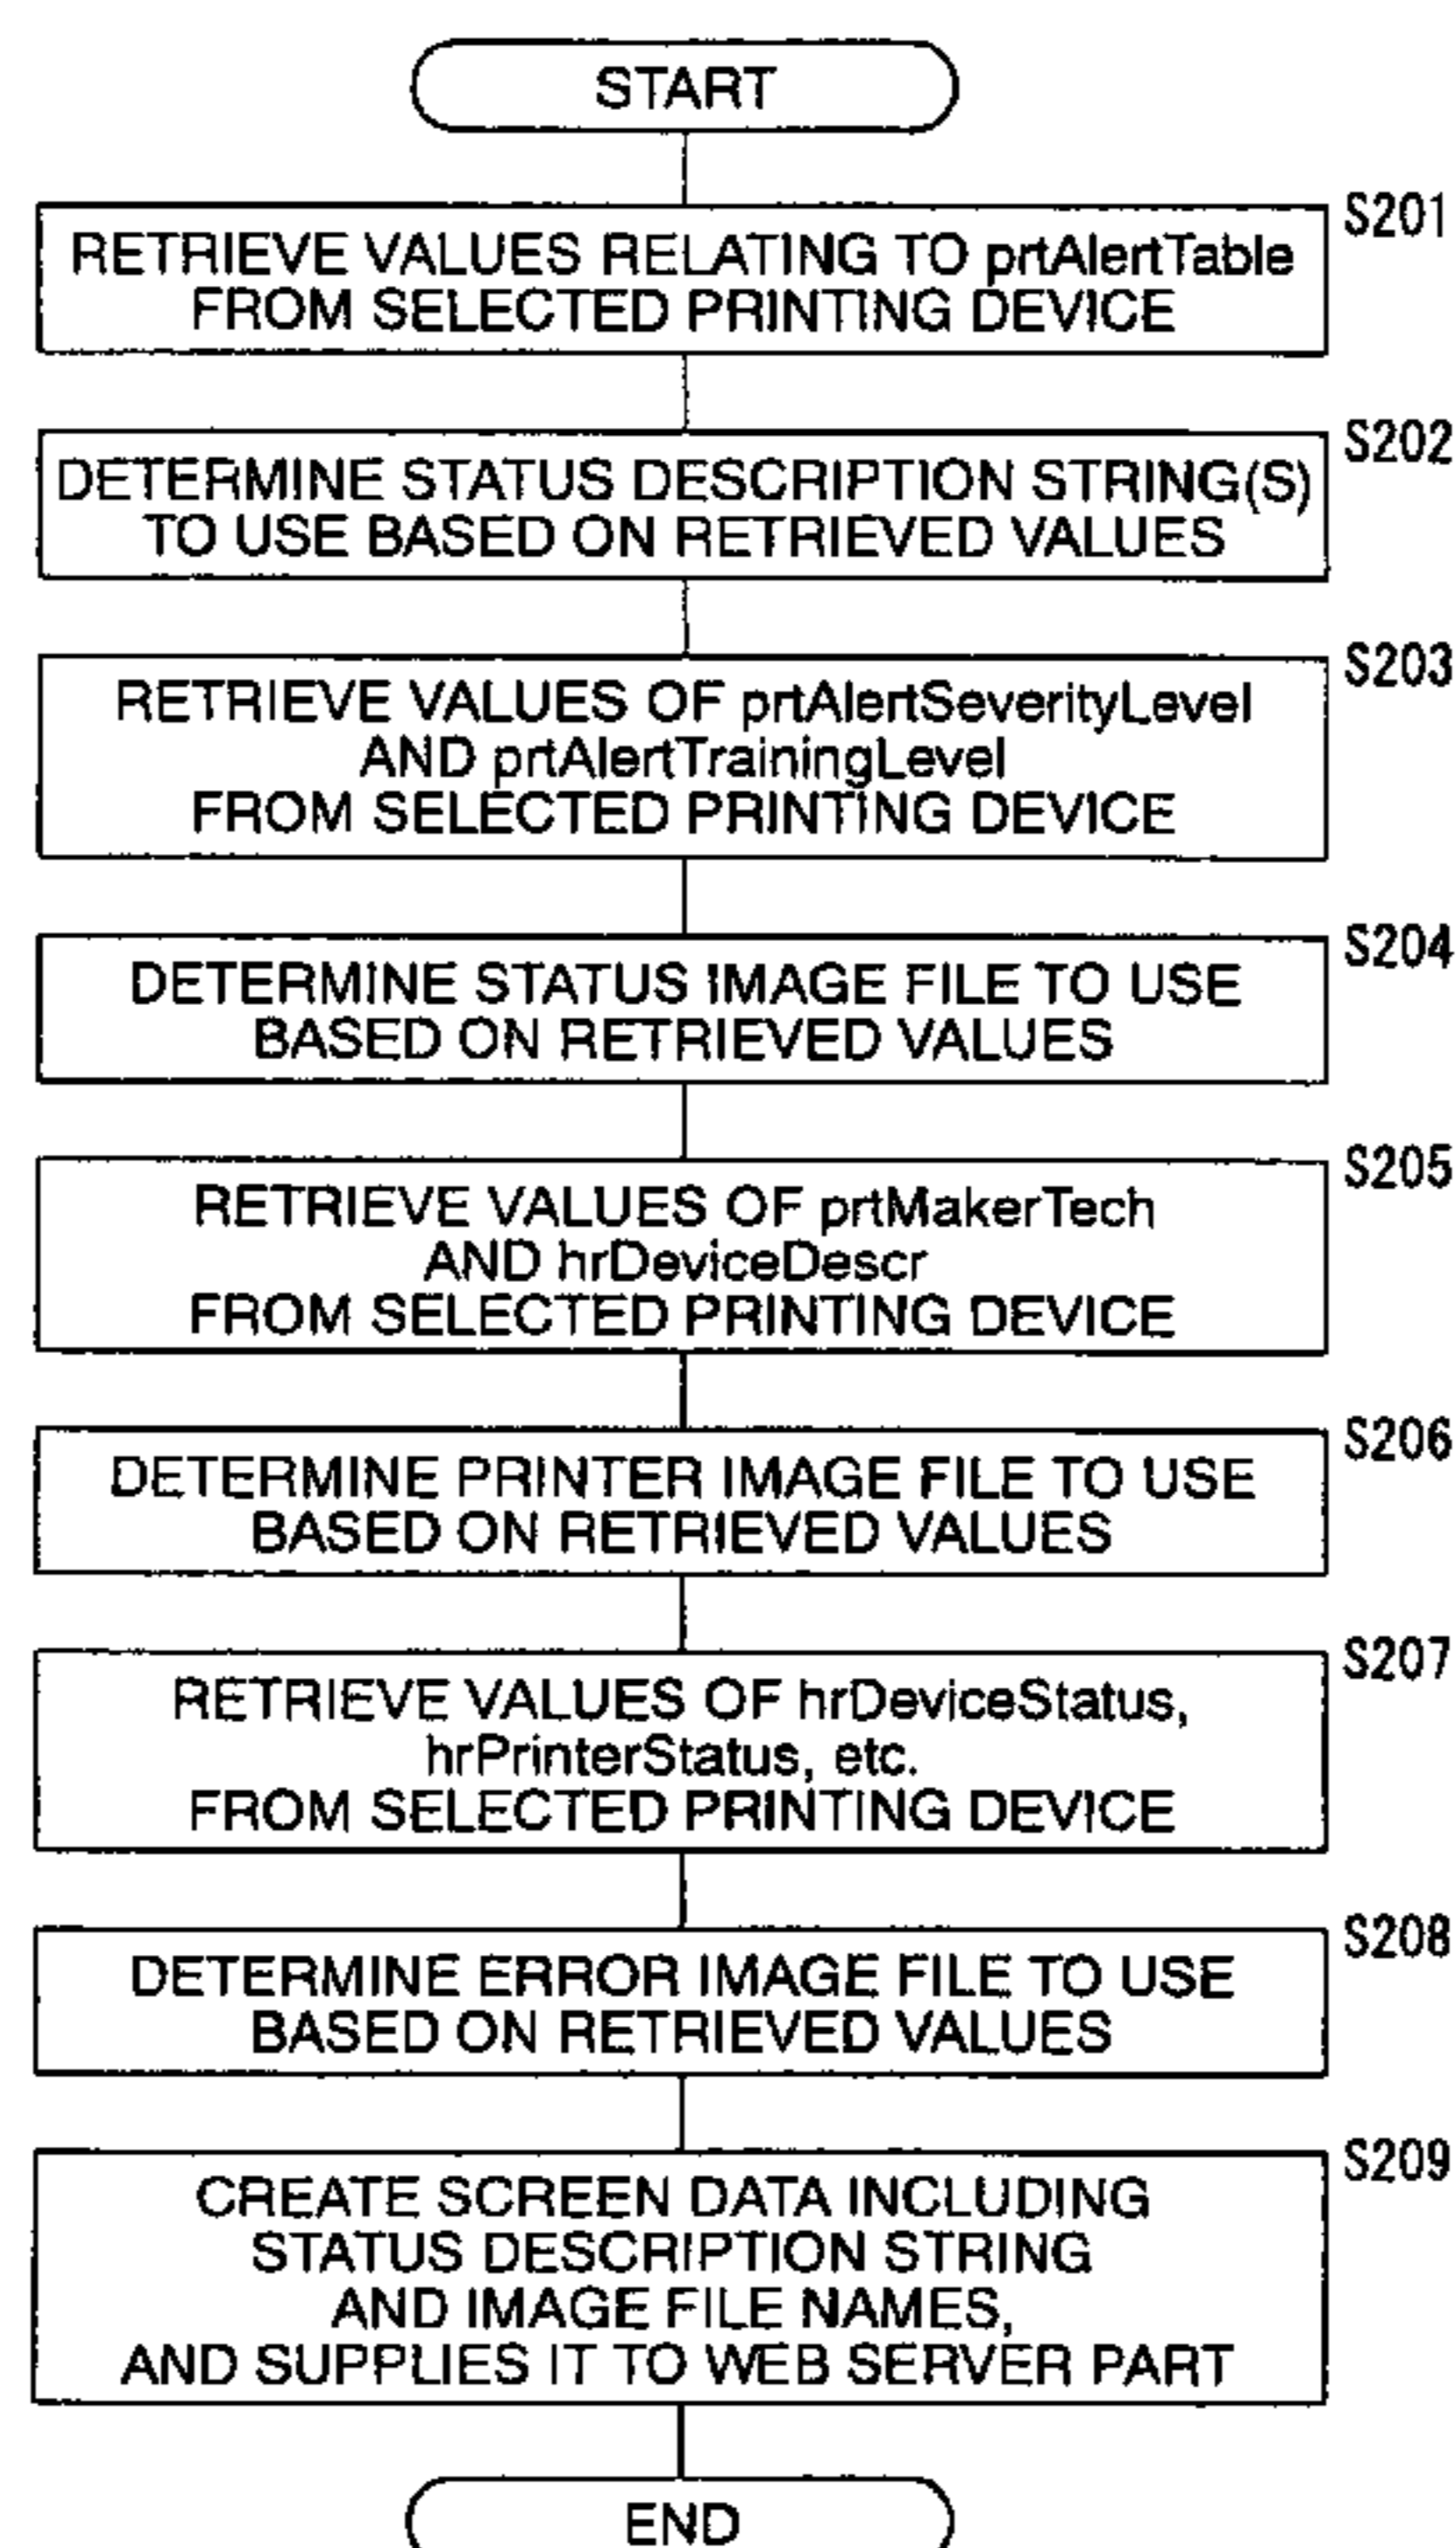 START
S201
RETRIEVE VALUES RELATING TO prtAlertTable
FROM SELECTED PRINTING DEVICE
S202
DETERMINE STATUS DESCRIPTION STRING(S)
TO USE BASED ON RETRIEVED VALUES
S203
RETRIEVE VALUES OF prtAlertSeverityLevel
AND prtAlertTrainingLevel
FROM SELECTED PRINTING DEVICE
S204
DETERMINE STATUS IMAGE FILE TO USE
BASED ON RETRIEVED VALUES
S205
RETRIEVE VALUES OF prtMakerTech
AND hrDeviceDescr
FROM SELECTED PRINTING DEVICE
S206
DETERMINE PRINTER IMAGE FILE TO USE
BASED ON RETRIEVED VALUES
S207
RETRIEVE VALUES OF hrDeviceStatus,
hrPrinterStatus, etc.
FROM SELECTED PRINTING DEVICE
S208
DETERMINE ERROR IMAGE FILE TO USE
BASED ON RETRIEVED VALUES
S209
CREATE SCREEN DATA INCLUDING
STATUS DESCRIPTION STRING
AND IMAGE FILE NAMES,
AND SUPPLIES IT TO WEB SERVER PART
END